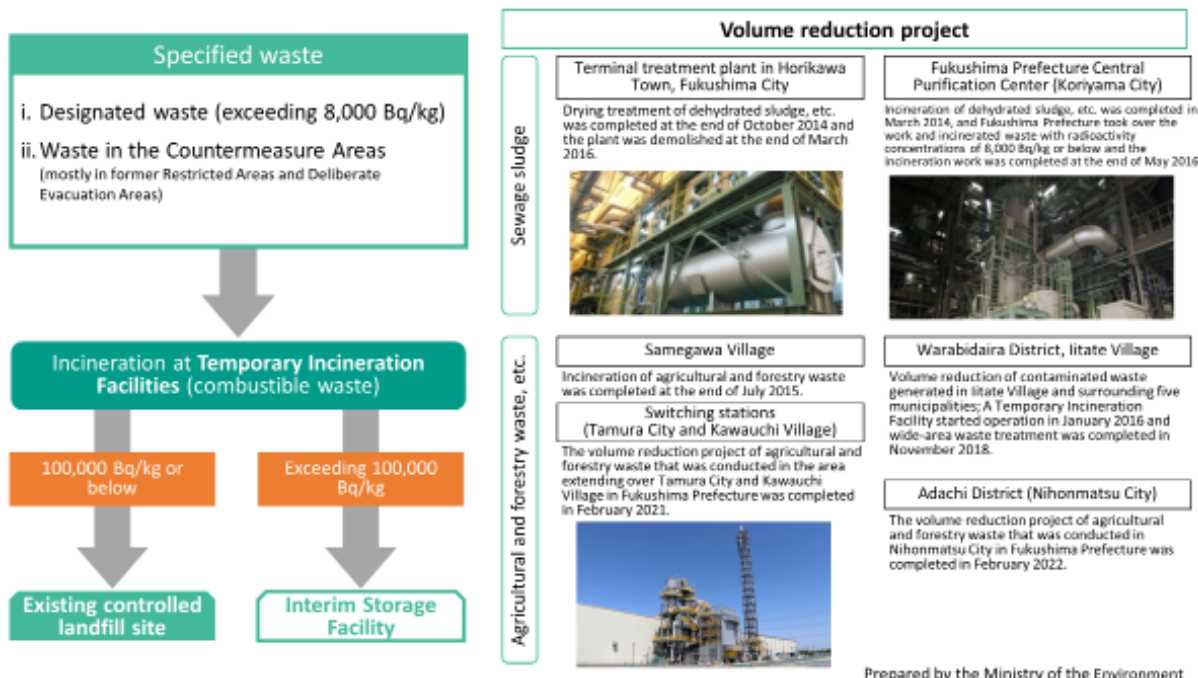 Specified waste
i. Designated waste (exceeding 8,000 Bq/kg)
ii. Waste in the Countermeasure Areas
(mostly in former Restricted Areas and Deliberate
Evacuation Areas)
Incineration at Temporary Incineration
Facilities (combustible waste)
100,000 Bq/kg or
below
Exceeding 100,000
Bq/kg
Existing controlled
landfill site
Interim Storage
Facility
Volume reduction project
Sewage sludge
Terminal treatment plant in Horikawa
Town, Fukushima City
Drying treatment of dehydrated sludge, etc.
was completed at the end of October 2014 and
the plant was demolished at the end of March
2016.
Fukushima Prefecture Central
Purification Center (Koriyama City)
Incineration of dehydrated sludge, etc. was completed in
March 2014, and Fukushima Prefecture took over the
work and incinerated waste with radioactivity
concentrations of 8,000 Bq/kg or below and the
incineration work was completed at the end of May 2016
Agricultural and forestry waste, etc.
Samegawa Village
Incineration of agricultural and forestry waste
was completed at the end of July 2015.
Switching stations
(Tamura City and Kawauchi Village)
The volume reduction project of agricultural and
forestry waste that was conducted in the area
extending over Tamura City and Kawauchi
Village in Fukushima Prefecture was completed
in February 2021.
Warabidaira District, Iitate Village
Volume reduction of contaminated waste
generated in Iitate Village and surrounding five
municipalities; A Temporary Incineration
Facility started operation in January 2016 and
wide-area waste treatment was completed in
November 2018.
Adachi District (Nihonmatsu City)
The volume reduction project of agricultural
and forestry waste that was conducted in
Nihonmatsu City in Fukushima Prefecture was
completed in February 2022.
Prepared by the Ministry of the Environment